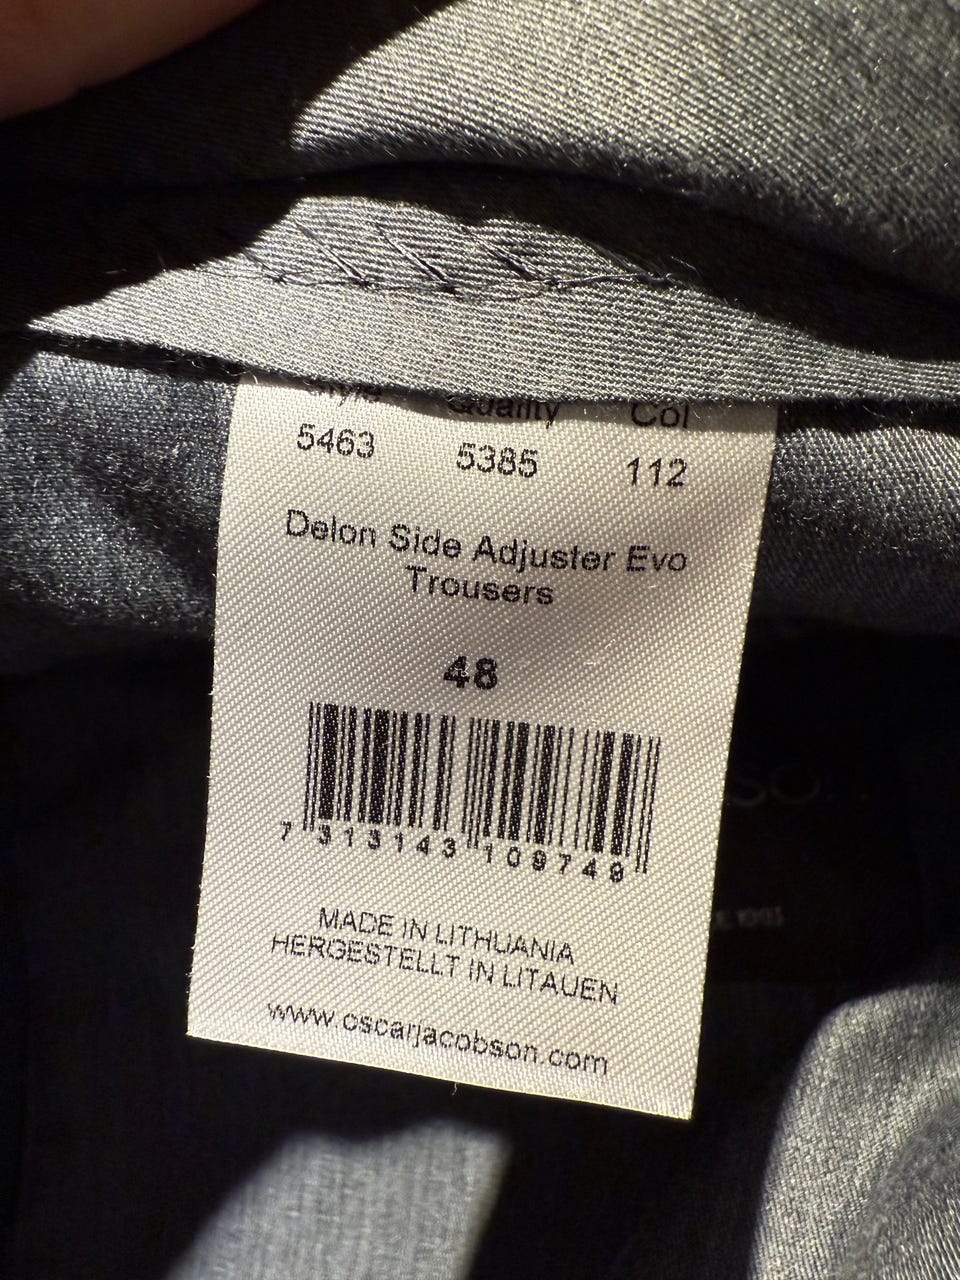 Style Quality Col
5463 5385 112
Delon Side Adjuster Evo
Trousers
48
7 313143 109749
MADE IN LITHUANIA
HERGESTELLT IN LITAUEN
www.oscarjacobson.com